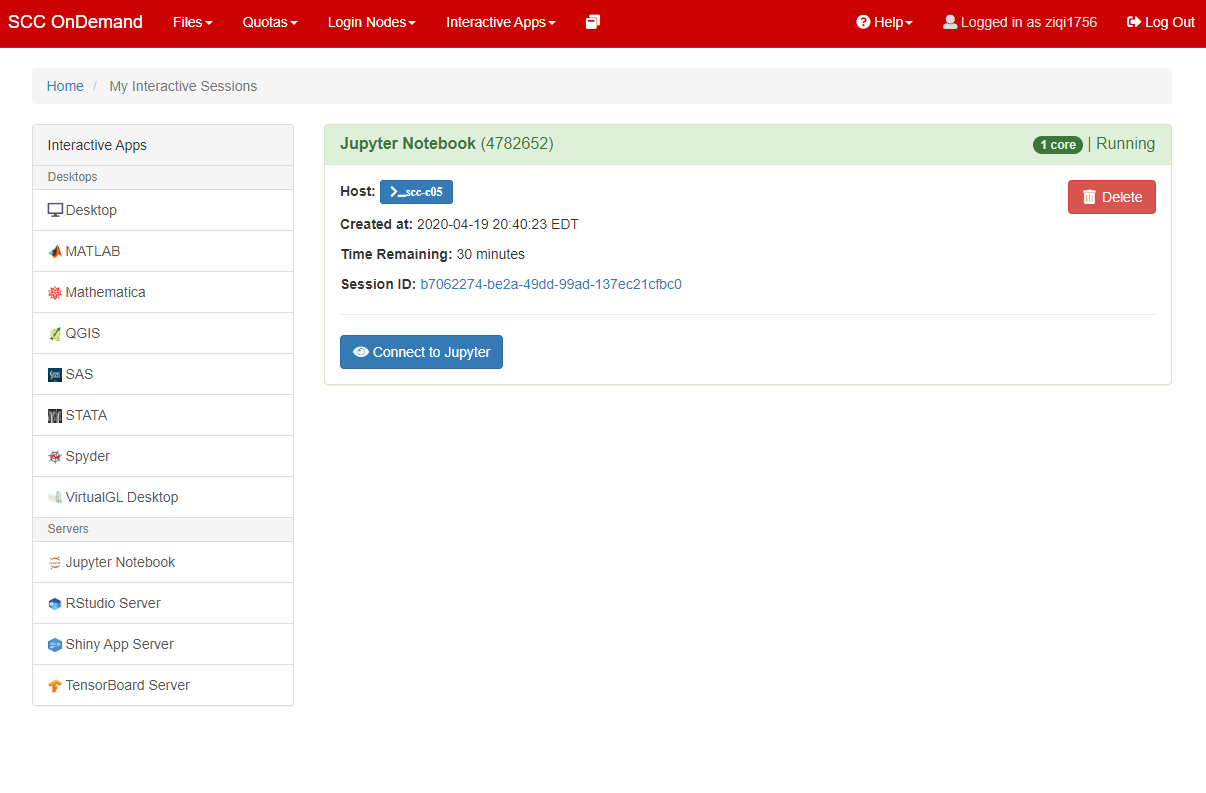 SCC OnDemand Files Quotas Login Nodes Interactive Apps Help Logged in as ziqi1756 Log Out
Home / My Interactive Sessions
Interactive Apps
Desktops
Desktop
MATLAB
Mathematica
QGIS
SAS
STATA
Spyder
VirtualGL Desktop
Servers
Jupyter Notebook
RStudio Server
Shiny App Server
TensorBoard Server
Jupyter Notebook (4782652) 1 core | Running
Host: >_scc-c05
Delete
Created at: 2020-04-19 20:40:23 EDT
Time Remaining: 30 minutes
Session ID: b7062274-be2a-49dd-99ad-137ec21cfbc0
Connect to Jupyter